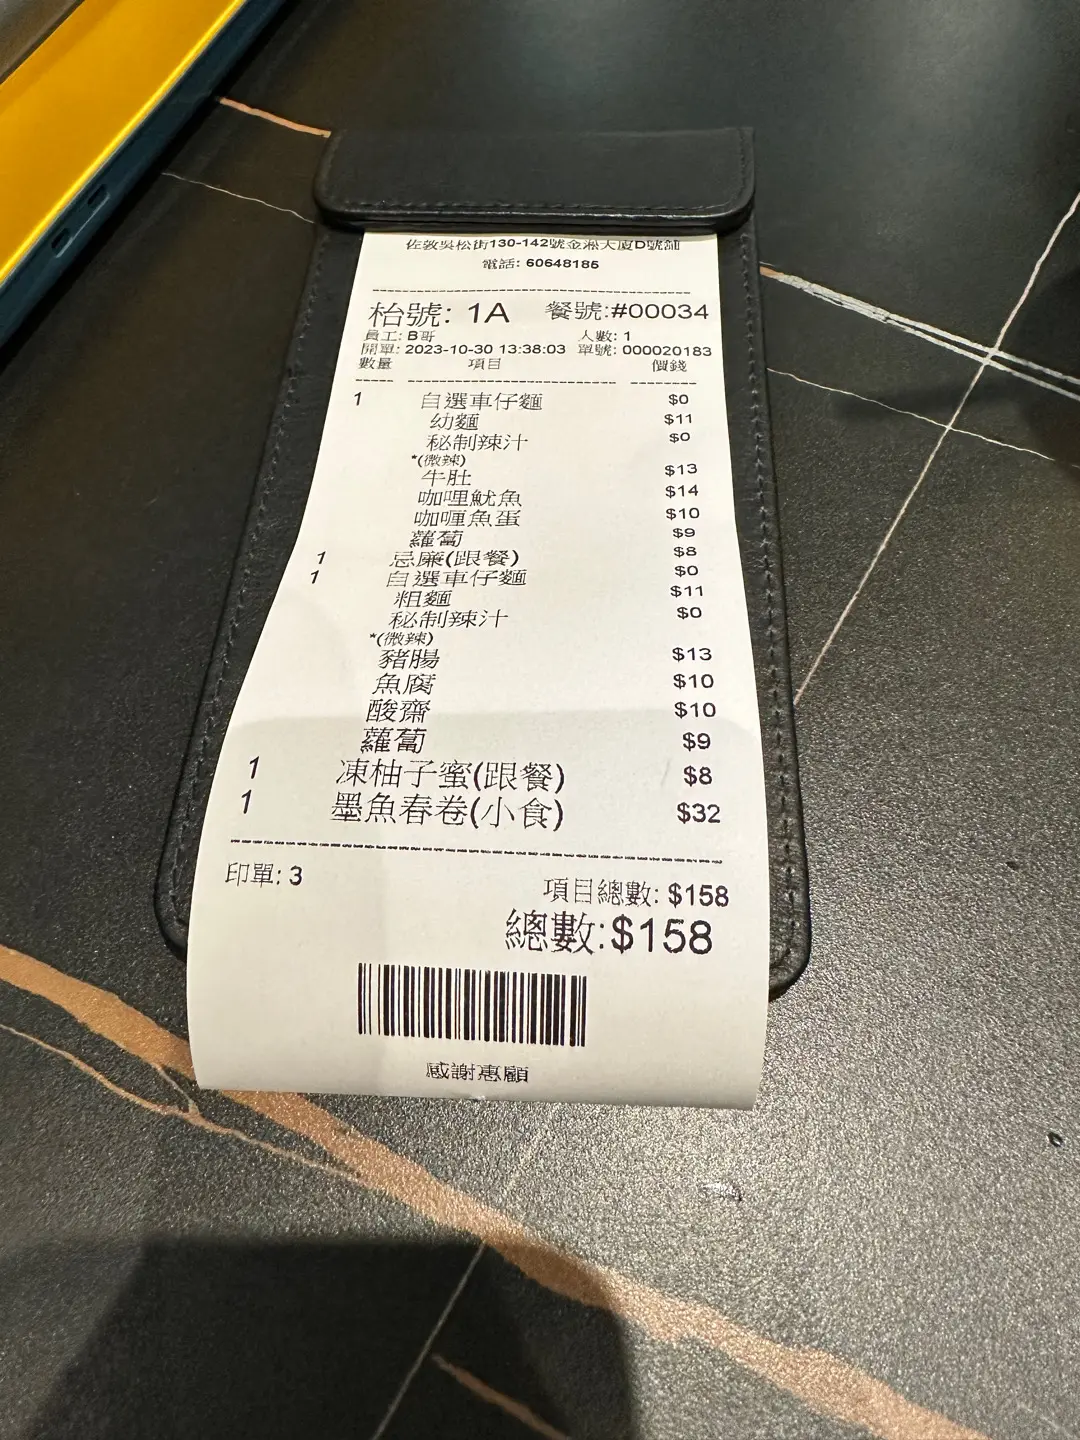 佐敦吳松街130-142號金淞大廈D號舖
電話: 60648185
枱號: 1A 餐號:#00034
員工: B哥 人數: 1
開單: 2023-10-30 13:38:03 單號: 000020183
數量 項目 價錢
1 自選車仔麵 $0
幼麵 $11
秘制辣汁 $0
*(微辣)
牛肚 $13
咖哩魷魚 $14
咖喱魚蛋 $10
蘿蔔 $9
1 忌廉(跟餐) $8
1 自選車仔麵 $0
粗麵 $11
秘制辣汁 $0
*(微辣)
豬腸 $13
魚腐 $10
酸齋 $10
蘿蔔 $9
1 凍柚子蜜(跟餐) $8
1 墨魚春卷(小食) $32
印單: 3
項目總數: $158
總數:$158
感謝惠顧